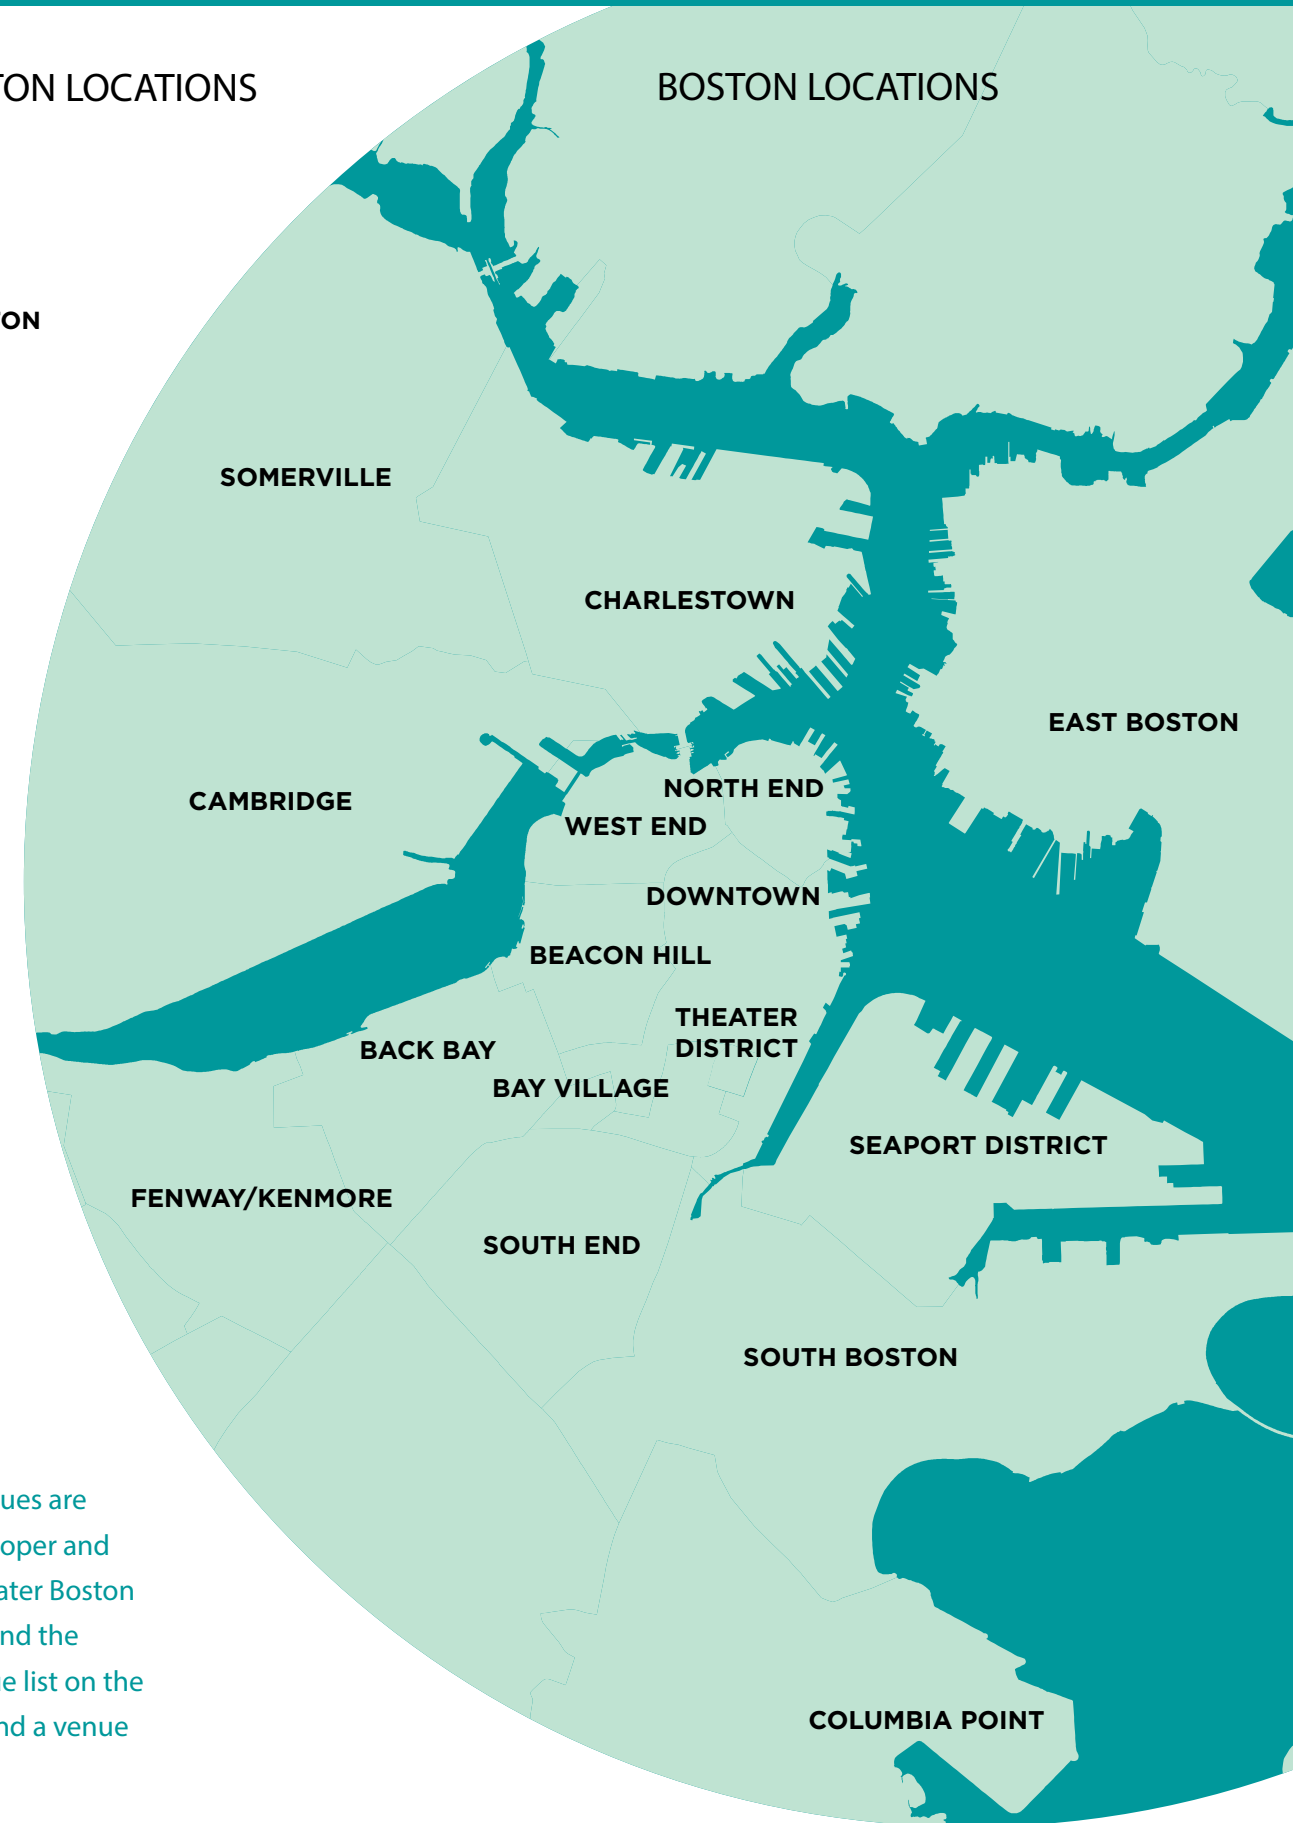 TON LOCATIONS
BOSTON LOCATIONS
TON
SOMERVILLE
CHARLESTOWN
EAST BOSTON
CAMBRIDGE
NORTH END
WEST END
DOWNTOWN
BEACON HILL
THEATER
DISTRICT
BACK BAY
BAY VILLAGE
SEAPORT DISTRICT
FENWAY/KENMORE
SOUTH END
SOUTH BOSTON
ues are
oper and
ater Boston
nd the
e list on the
nd a venue
COLUMBIA POINT